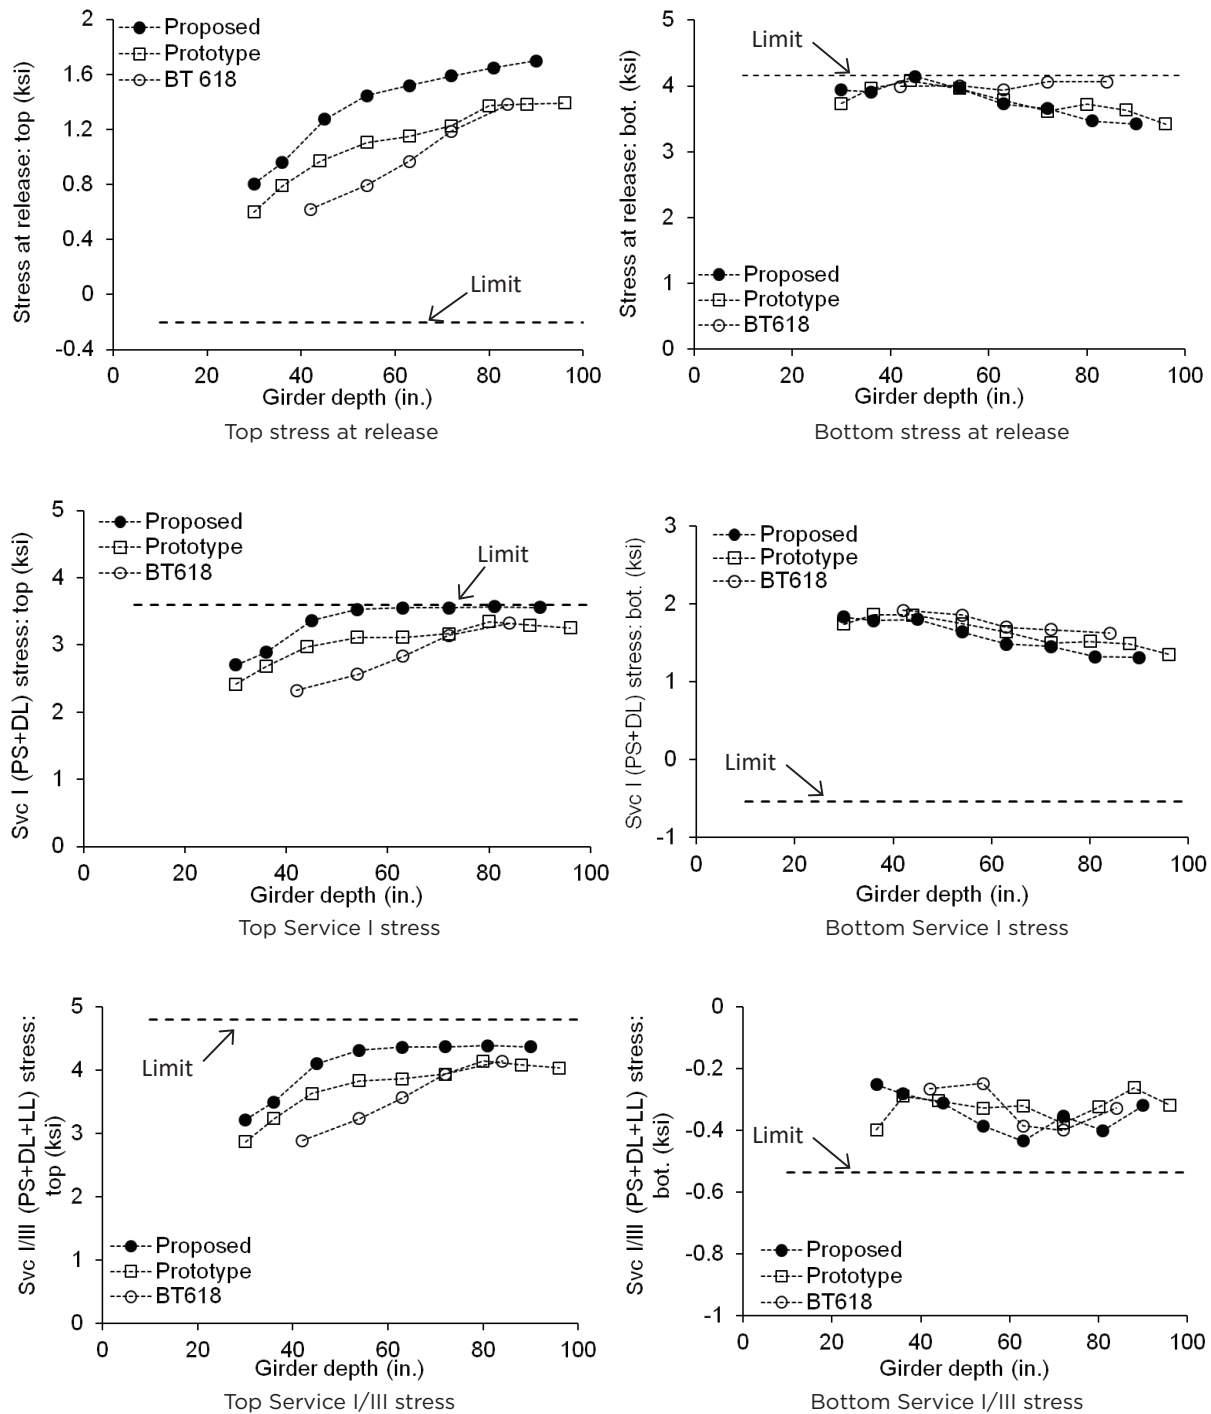 Stress at release: top (ksi)
2
1.6
1.2
0.8
0.4
0
-0.4
Proposed
Prototype
BT 618
Limit
0 20 40 60 80 100
Girder depth (in.)
Top stress at release
Stress at release: bot. (ksi)
5
4
3
2
1
0
Limit
Proposed
Prototype
BT618
0 20 40 60 80 100
Girder depth (in.)
Bottom stress at release
Svc I (PS+DL) stress: top (ksi)
5
4
3
2
1
0
Proposed
Prototype
BT618
Limit
0 20 40 60 80 100
Girder depth (in.)
Top Service I stress
Svc I (PS+DL) stress: bot. (ksi)
3
2
1
0
-1
Proposed
Prototype
BT618
Limit
0 20 40 60 80 100
Girder depth (in.)
Bottom Service I stress
Svc I/III (PS+DL+LL) stress:
top (ksi)
5
4
3
2
1
0
Limit
Proposed
Prototype
BT618
0 20 40 60 80 100
Girder depth (in.)
Top Service I/III stress
Svc I/III (PS+DL+LL) stress:
bot. (ksi)
0
-0.2
-0.4
-0.6
-0.8
-1
Limit
Proposed
Prototype
BT618
0 20 40 60 80 100
Girder depth (in.)
Bottom Service I/III stress